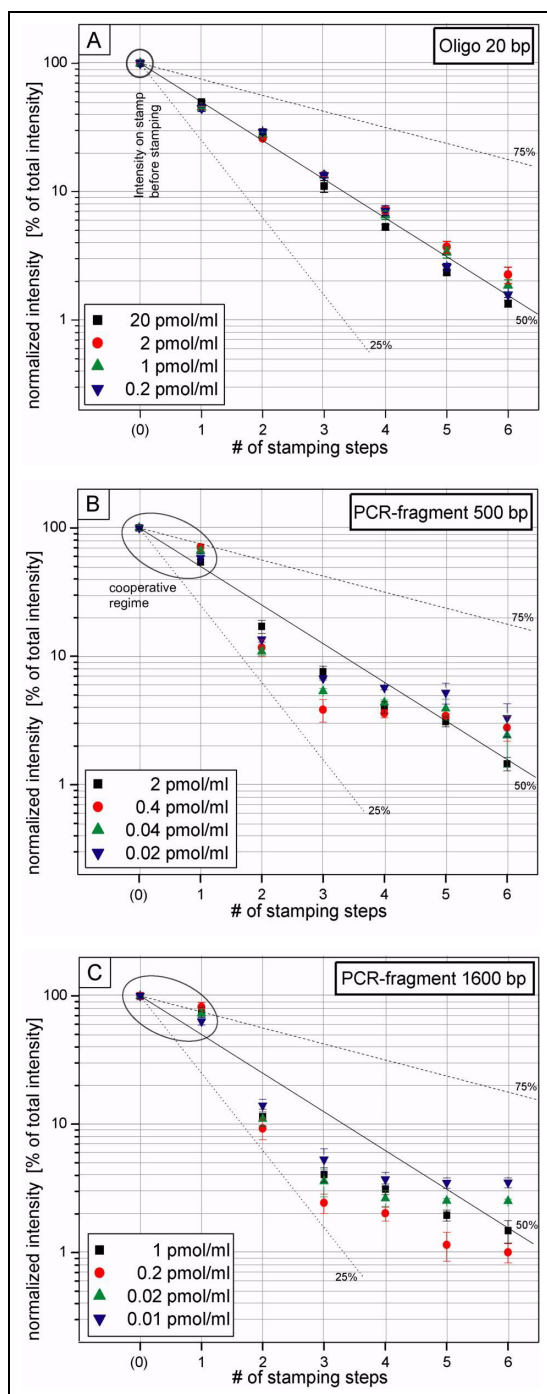 A
Oligo 20 bp
normalized intensity [% of total intensity]
100
10
1
Intensity on stamp
before stamping
75%
50%
25%
20 pmol/ml
2 pmol/ml
1 pmol/ml
0.2 pmol/ml
(0) 1 2 3 4 5 6
# of stamping steps
B
PCR-fragment 500 bp
normalized intensity [% of total intensity]
100
10
1
cooperative
regime
75%
50%
25%
2 pmol/ml
0.4 pmol/ml
0.04 pmol/ml
0.02 pmol/ml
(0) 1 2 3 4 5 6
# of stamping steps
C
PCR-fragment 1600 bp
normalized intensity [% of total intensity]
100
10
1
75%
50%
25%
1 pmol/ml
0.2 pmol/ml
0.02 pmol/ml
0.01 pmol/ml
(0) 1 2 3 4 5 6
# of stamping steps